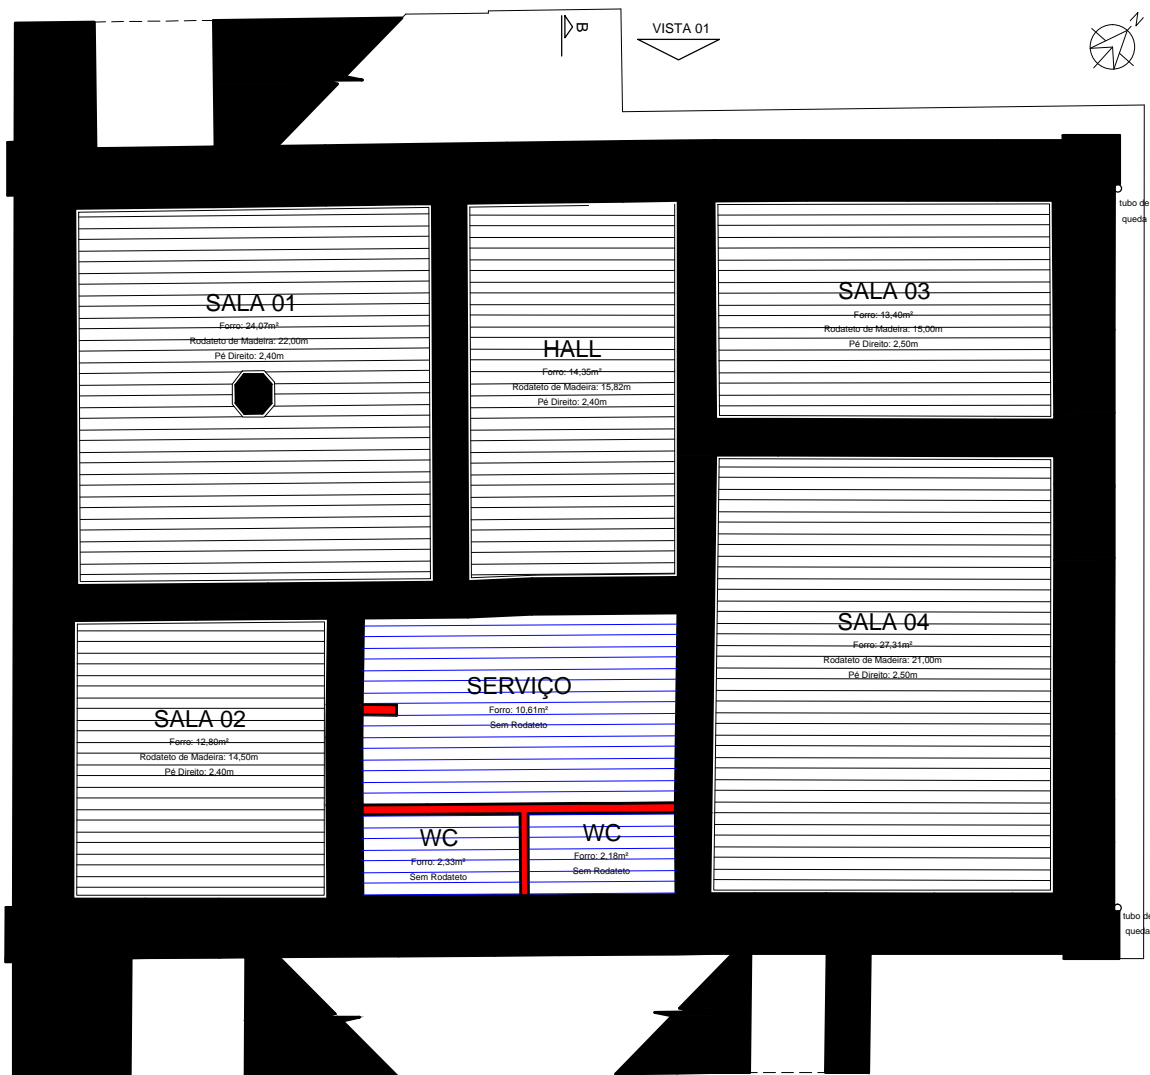 B
VISTA 01
N
tubo de
queda
SALA 01
Forro: 24,07m²
Rodateto de Madeira: 22,00m
Pé Direito: 2,40m
HALL
Forro: 14,35m²
Rodateto de Madeira: 15,82m
Pé Direito: 2,40m
SALA 03
Forro: 13,40m²
Rodateto de Madeira: 15,00m
Pé Direito: 2,50m
SALA 02
Forro: 12,80m²
Rodateto de Madeira: 14,50m
Pé Direito: 2,40m
SERVIÇO
Forro: 10,61m²
Sem Rodateto
SALA 04
Forro: 27,31m²
Rodateto de Madeira: 21,00m
Pé Direito: 2,50m
WC
Forro: 2,33m²
Sem Rodateto
WC
Forro: 2,18m²
Sem Rodateto
tubo de
queda